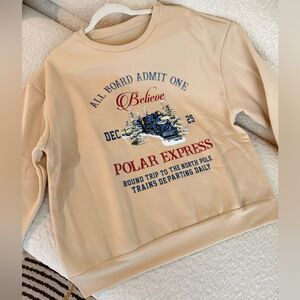 ALL BOARD ADMIT ONE
Believe
DEC 25
POLAR EXPRESS
ROUND TRIP TO THE NORTH POLE
TRAINS DEPARTING DAILY